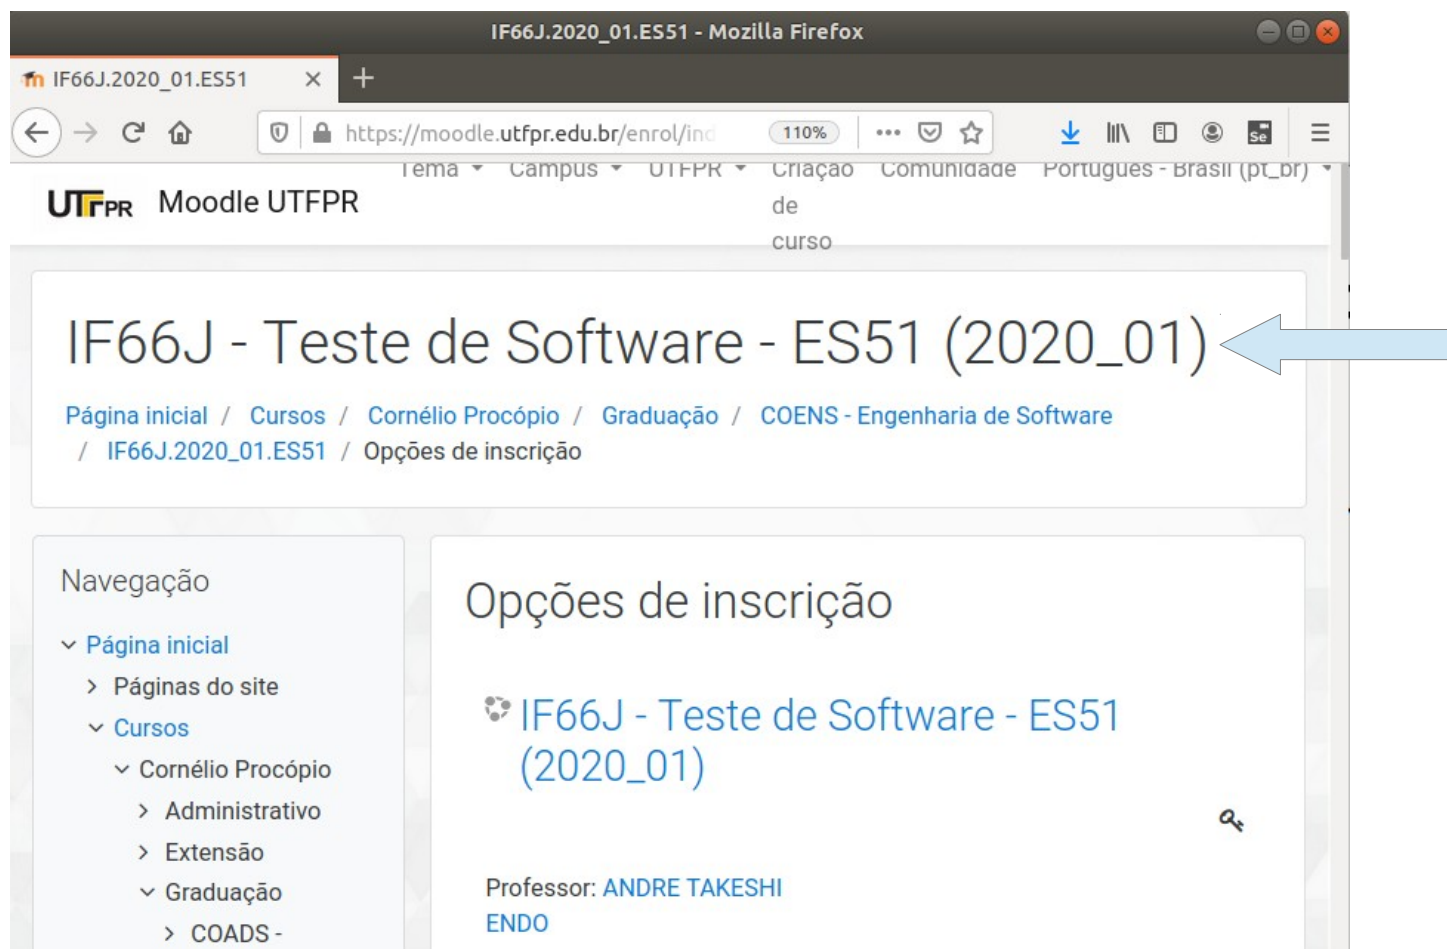 IF66J.2020_01.ES51 - Mozilla Firefox
IF66J.2020_01.ES51
https://moodle.utfpr.edu.br/enrol/ind
110%
Se
Tema Campus UTFPR Criação Comunidade Português - Brasil (pt_br)
de
curso
UTFPR Moodle UTFPR
IF66J - Teste de Software - ES51 (2020_01)
Página inicial / Cursos / Cornélio Procópio / Graduação / COENS - Engenharia de Software
/ IF66J.2020_01.ES51 / Opções de inscrição
Navegação
Página inicial
Páginas do site
Cursos
Cornélio Procópio
Administrativo
Extensão
Graduação
COADS -
Opções de inscrição
IF66J - Teste de Software - ES51
(2020_01)
Professor: ANDRE TAKESHI
ENDO